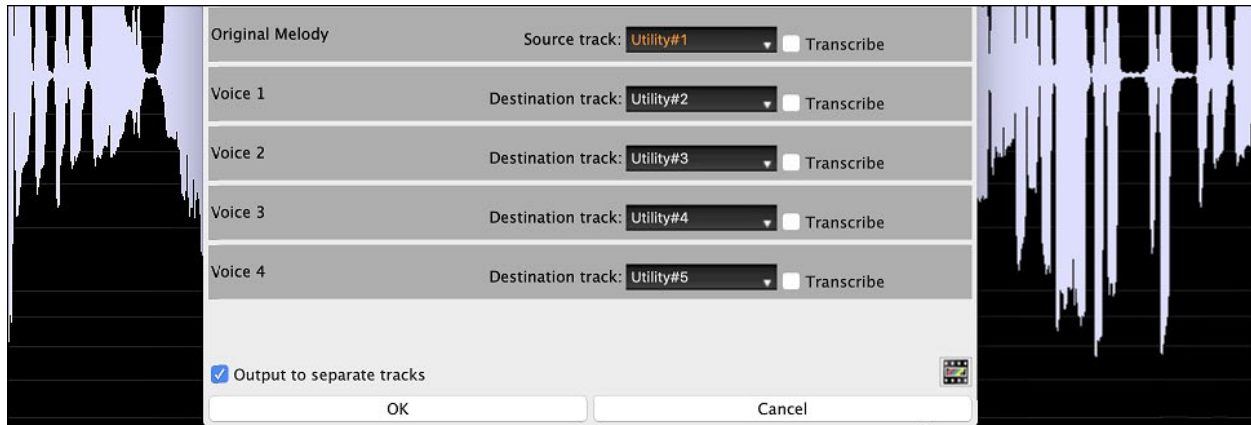 Original Melody Source track: Utility#1 Transcribe
Voice 1 Destination track: Utility#2 Transcribe
Voice 2 Destination track: Utility#3 Transcribe
Voice 3 Destination track: Utility#4 Transcribe
Voice 4 Destination track: Utility#5 Transcribe
Output to separate tracks
OK Cancel